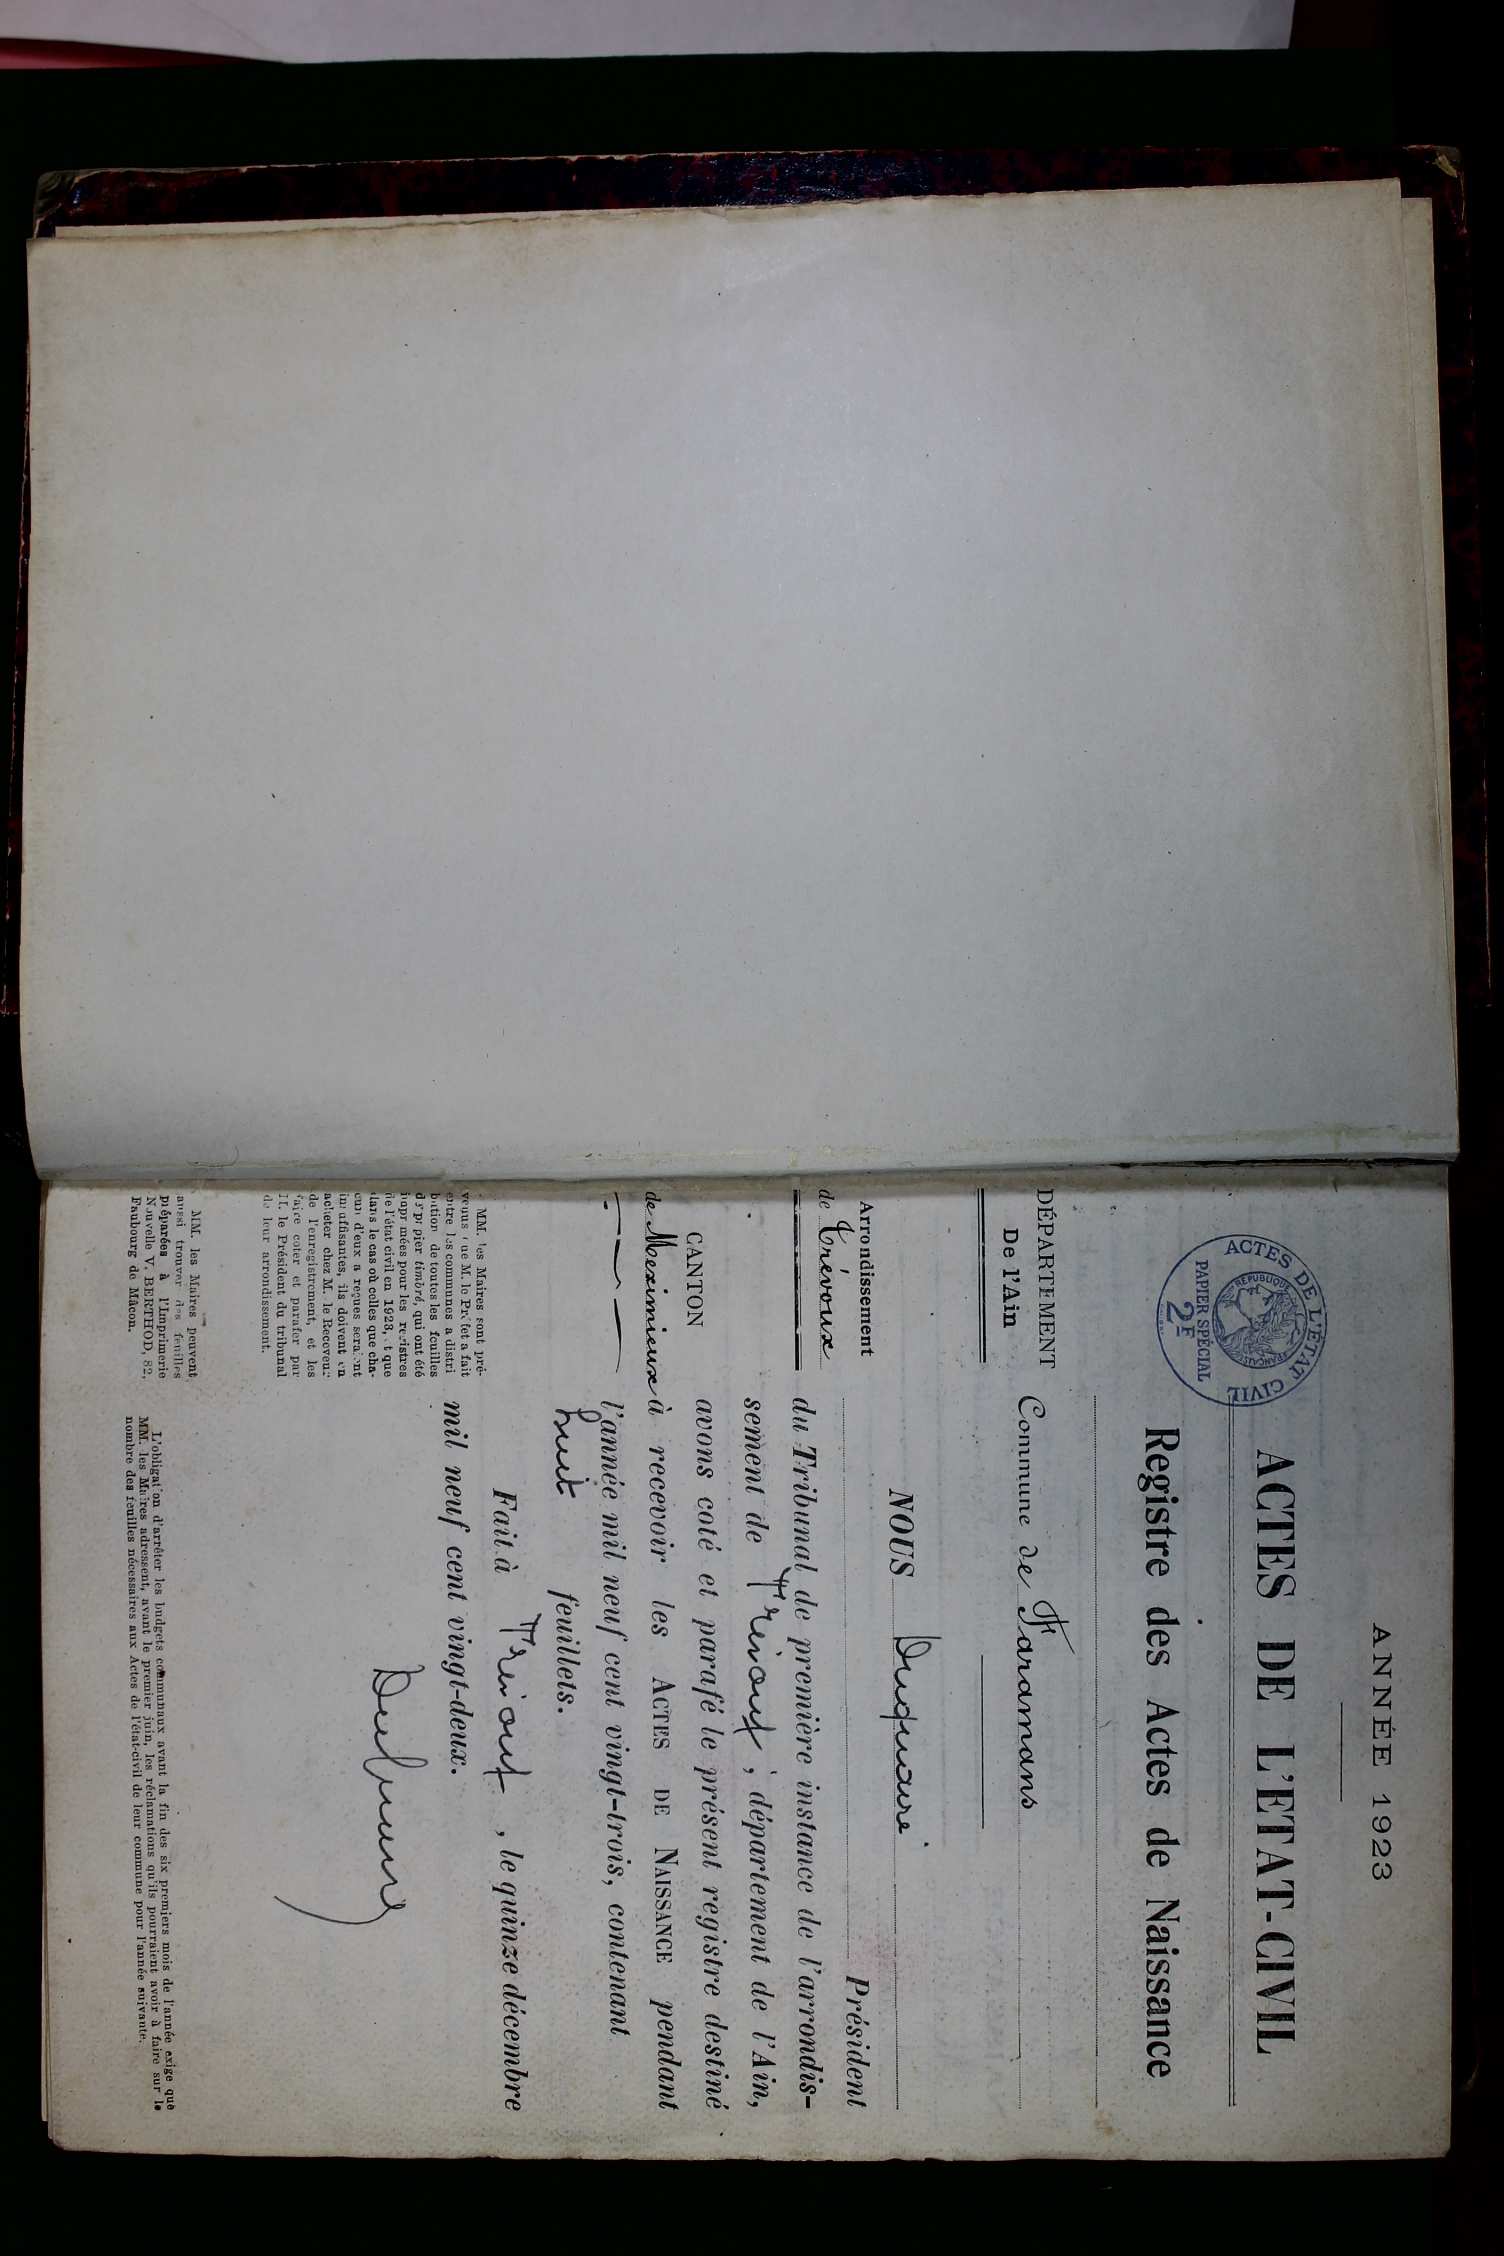 ANNÉE 1923
ACTES DE L'ÉTAT CIVIL
RÉPUBLIQUE FRANÇAISE
PAPIER SPÉCIAL
2F
ACTES DE L'ETAT-CIVIL
Registre des Actes de Naissance
DÉPARTEMENT
De l'Ain
Commune de Faramans
Arrondissement
de Trévoux
CANTON
de Meximieux
MM. les Maires sont pré-
venus que M. le Préfet a fait
entre les communes a distri
bution de toutes les feuilles
de papier timbré, qui ont été
imprimées pour les registres
de l'état civil en 1923, et que
dans le cas où celles que cha-
cun d'eux a reçues seraient
insuffisantes, ils doivent en
acheter chez M. le Receveur
de l'enregistrement, et les
faire coter et parafer par
M. le Président du tribunal
de leur arrondissement.
MM. les Maires peuvent
aussi trouver des feuilles
préparées à l'Imprimerie
Nouvelle V. BERTHOD, 82,
Faubourg de Mâcon.
NOUS Duquaire
Président
du Tribunal de première instance de l'arrondis-
sement de Trévoux ; département de l'Ain,
avons coté et parafé le présent registre destiné
à recevoir les ACTES DE NAISSANCE pendant
l'année mil neuf cent vingt-trois, contenant
huit feuillets.
Fait à Trévoux, le quinze décembre
mil neuf cent vingt-deux.
L'obligation d'arrêter les budgets communaux avant la fin des six premiers mois de l'année exige que
MM. les Maires adressent, avant le premier juin, les réclamations qu'ils pourraient avoir à faire sur le
nombre des feuilles nécessaires aux Actes de l'état-civil de leur commune pour l'année suivante.